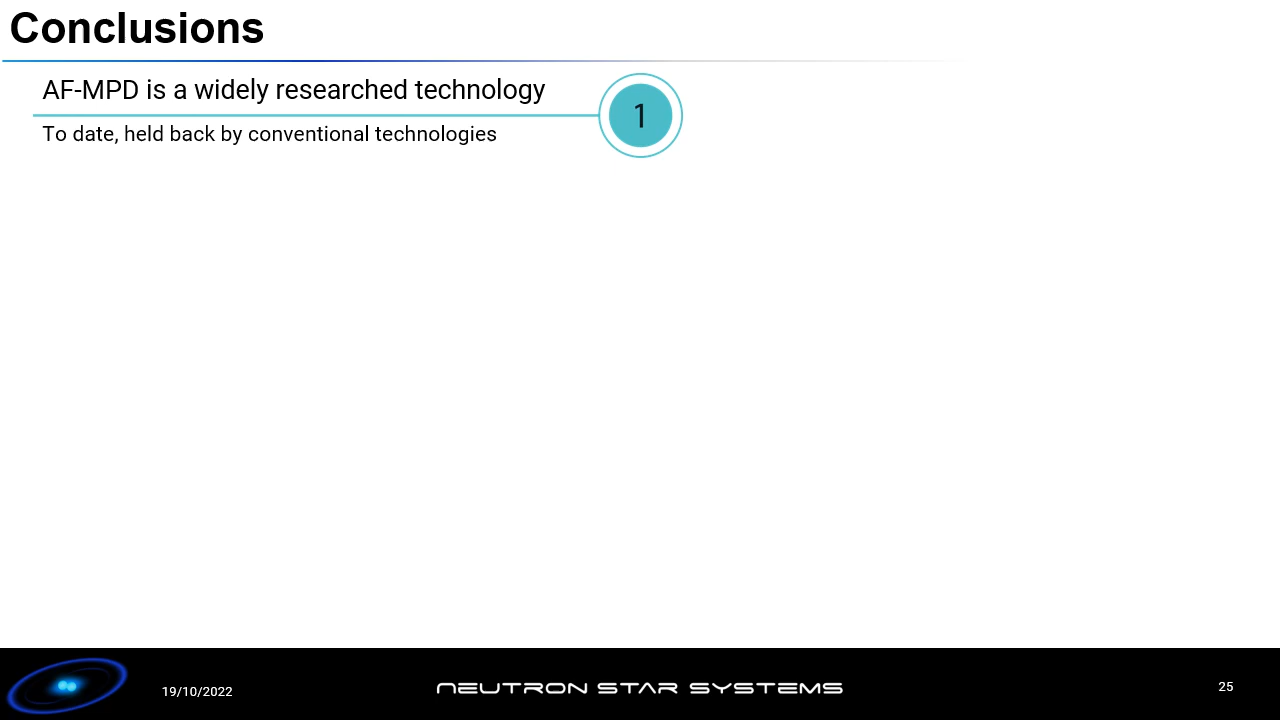 Conclusions
AF-MPD is a widely researched technology
1
To date, held back by conventional technologies
19/10/2022
NEUTRON STAR SYSTEMS
25